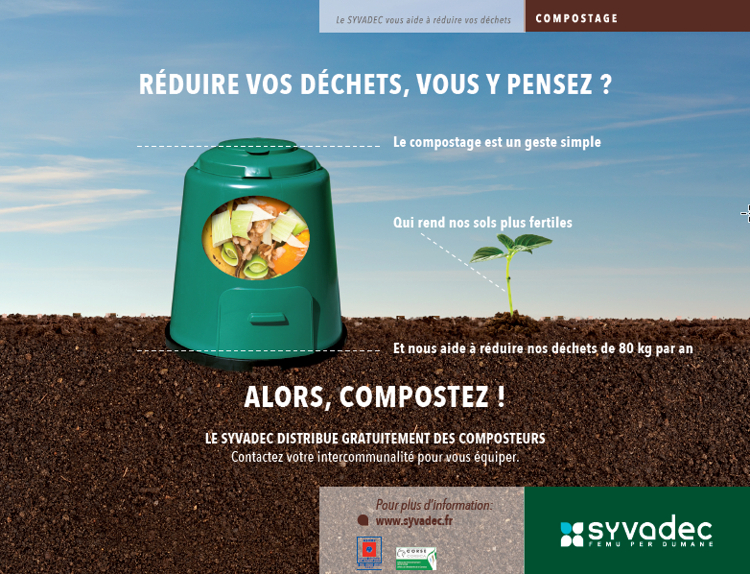 Le SYVADEC vous aide à réduire vos déchets
COMPOSTAGE
RÉDUIRE VOS DÉCHETS, VOUS Y PENSEZ ?
Le compostage est un geste simple
Qui rend nos sols plus fertiles
Et nous aide à réduire nos déchets de 80 kg par an
ALORS, COMPOSTEZ !
LE SYVADEC DISTRIBUE GRATUITEMENT DES COMPOSTEURS
Contactez votre intercommunalité pour vous équiper.
Pour plus d'information:
www.syvadec.fr
CORSE
syvadec
FEMU PER DUMANE